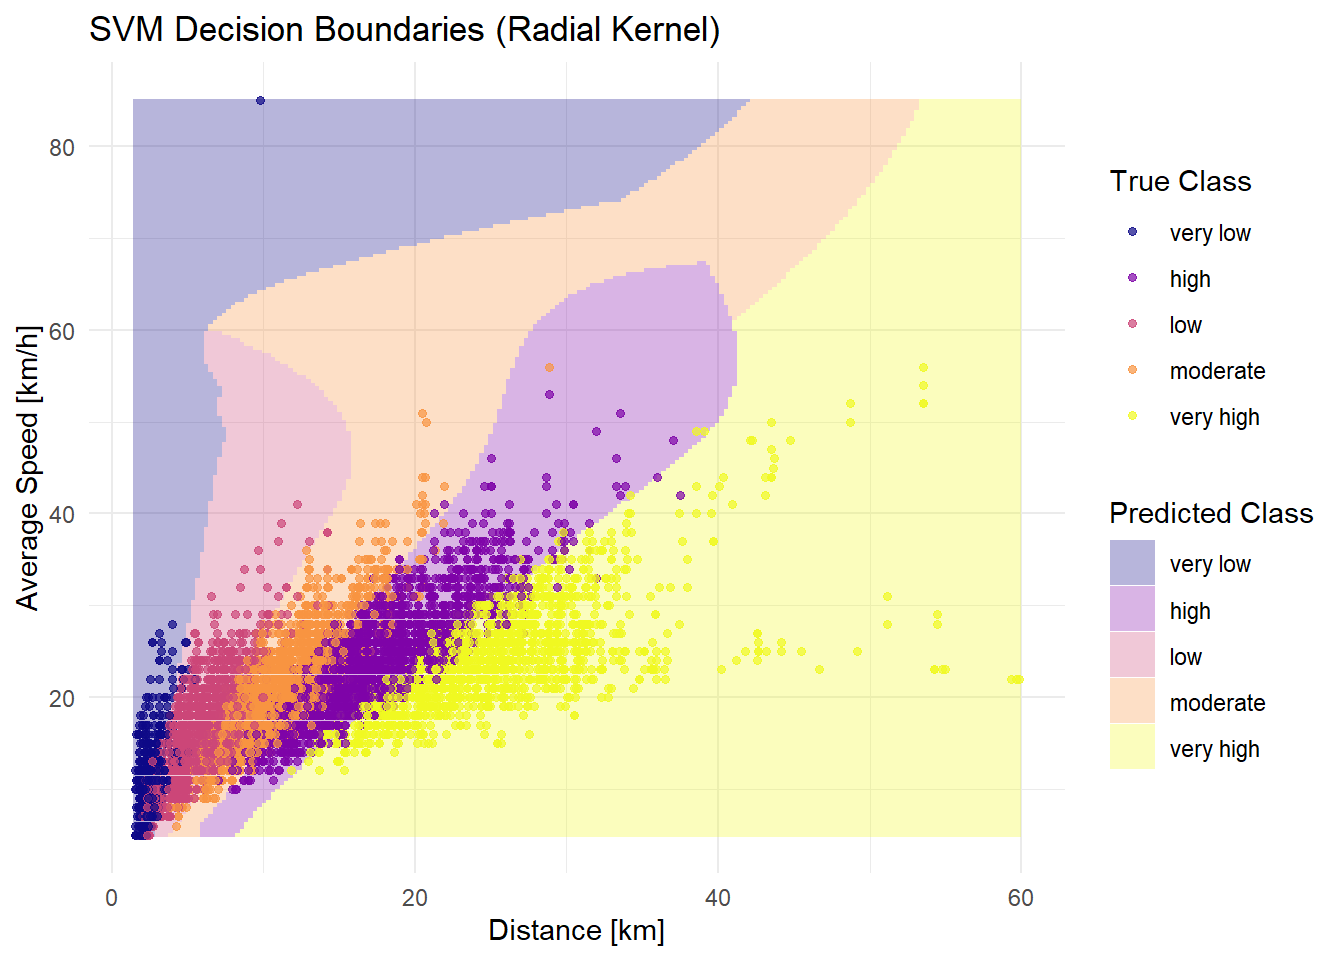 SVM Decision Boundaries (Radial Kernel)
80
60
40
20
Average Speed [km/h]
0
20
40
60
Distance [km]
True Class
very low
high
low
moderate
very high
Predicted Class
very low
high
low
moderate
very high